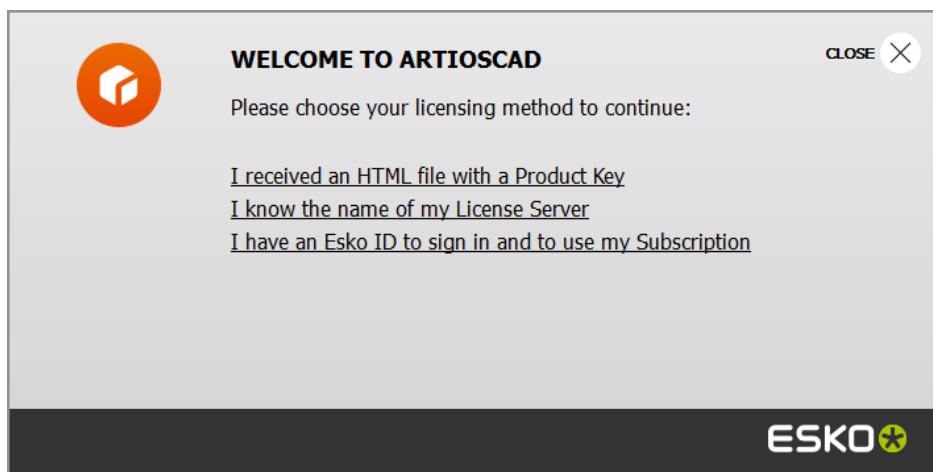 WELCOME TO ARTIOSCAD
CLOSE
Please choose your licensing method to continue:
I received an HTML file with a Product Key
I know the name of my License Server
I have an Esko ID to sign in and to use my Subscription
ESKO